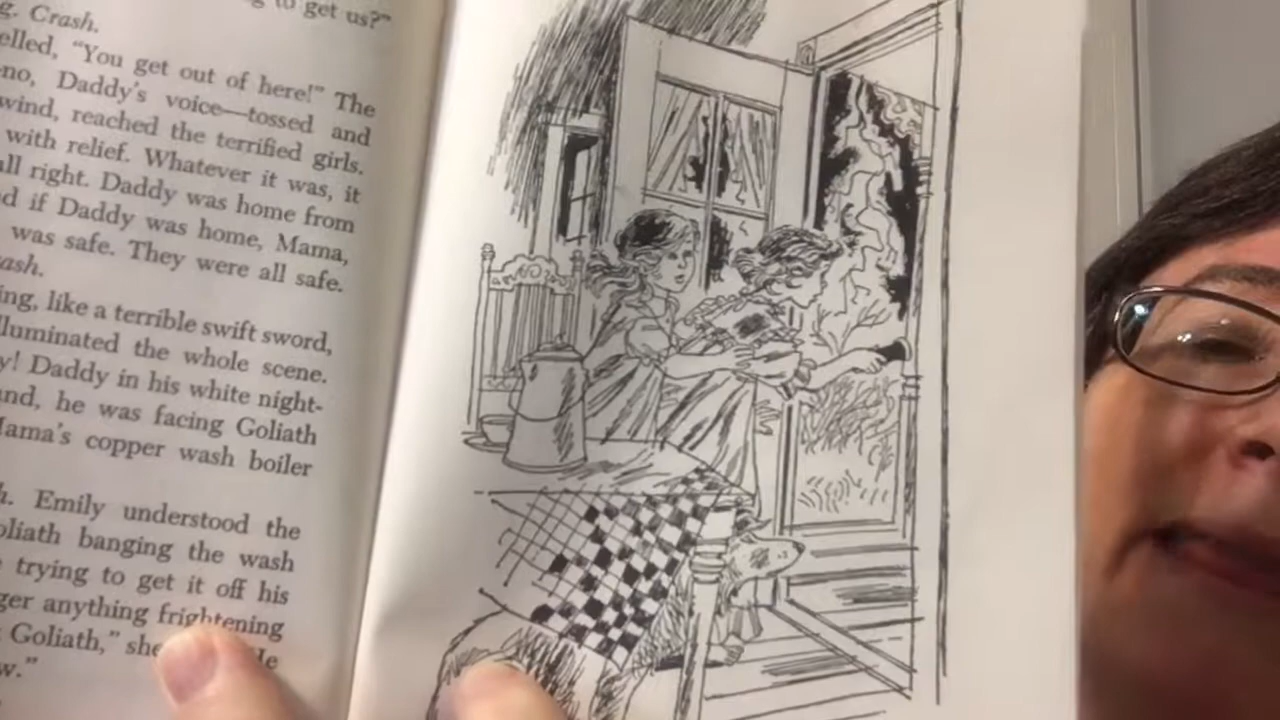 to get us?”
g. Crash.
elled, “You get out of here!” The
no, Daddy’s voice—tossed and
wind, reached the terrified girls.
with relief. Whatever it was, it
all right. Daddy was home from
d if Daddy was home, Mama,
was safe. They were all safe.
ash.
ing, like a terrible swift sword,
lluminated the whole scene.
y! Daddy in his white night-
and, he was facing Goliath
Mama’s copper wash boiler
h. Emily understood the
oliath banging the wash
trying to get it off his
ger anything frightening
Goliath,” she
w.”